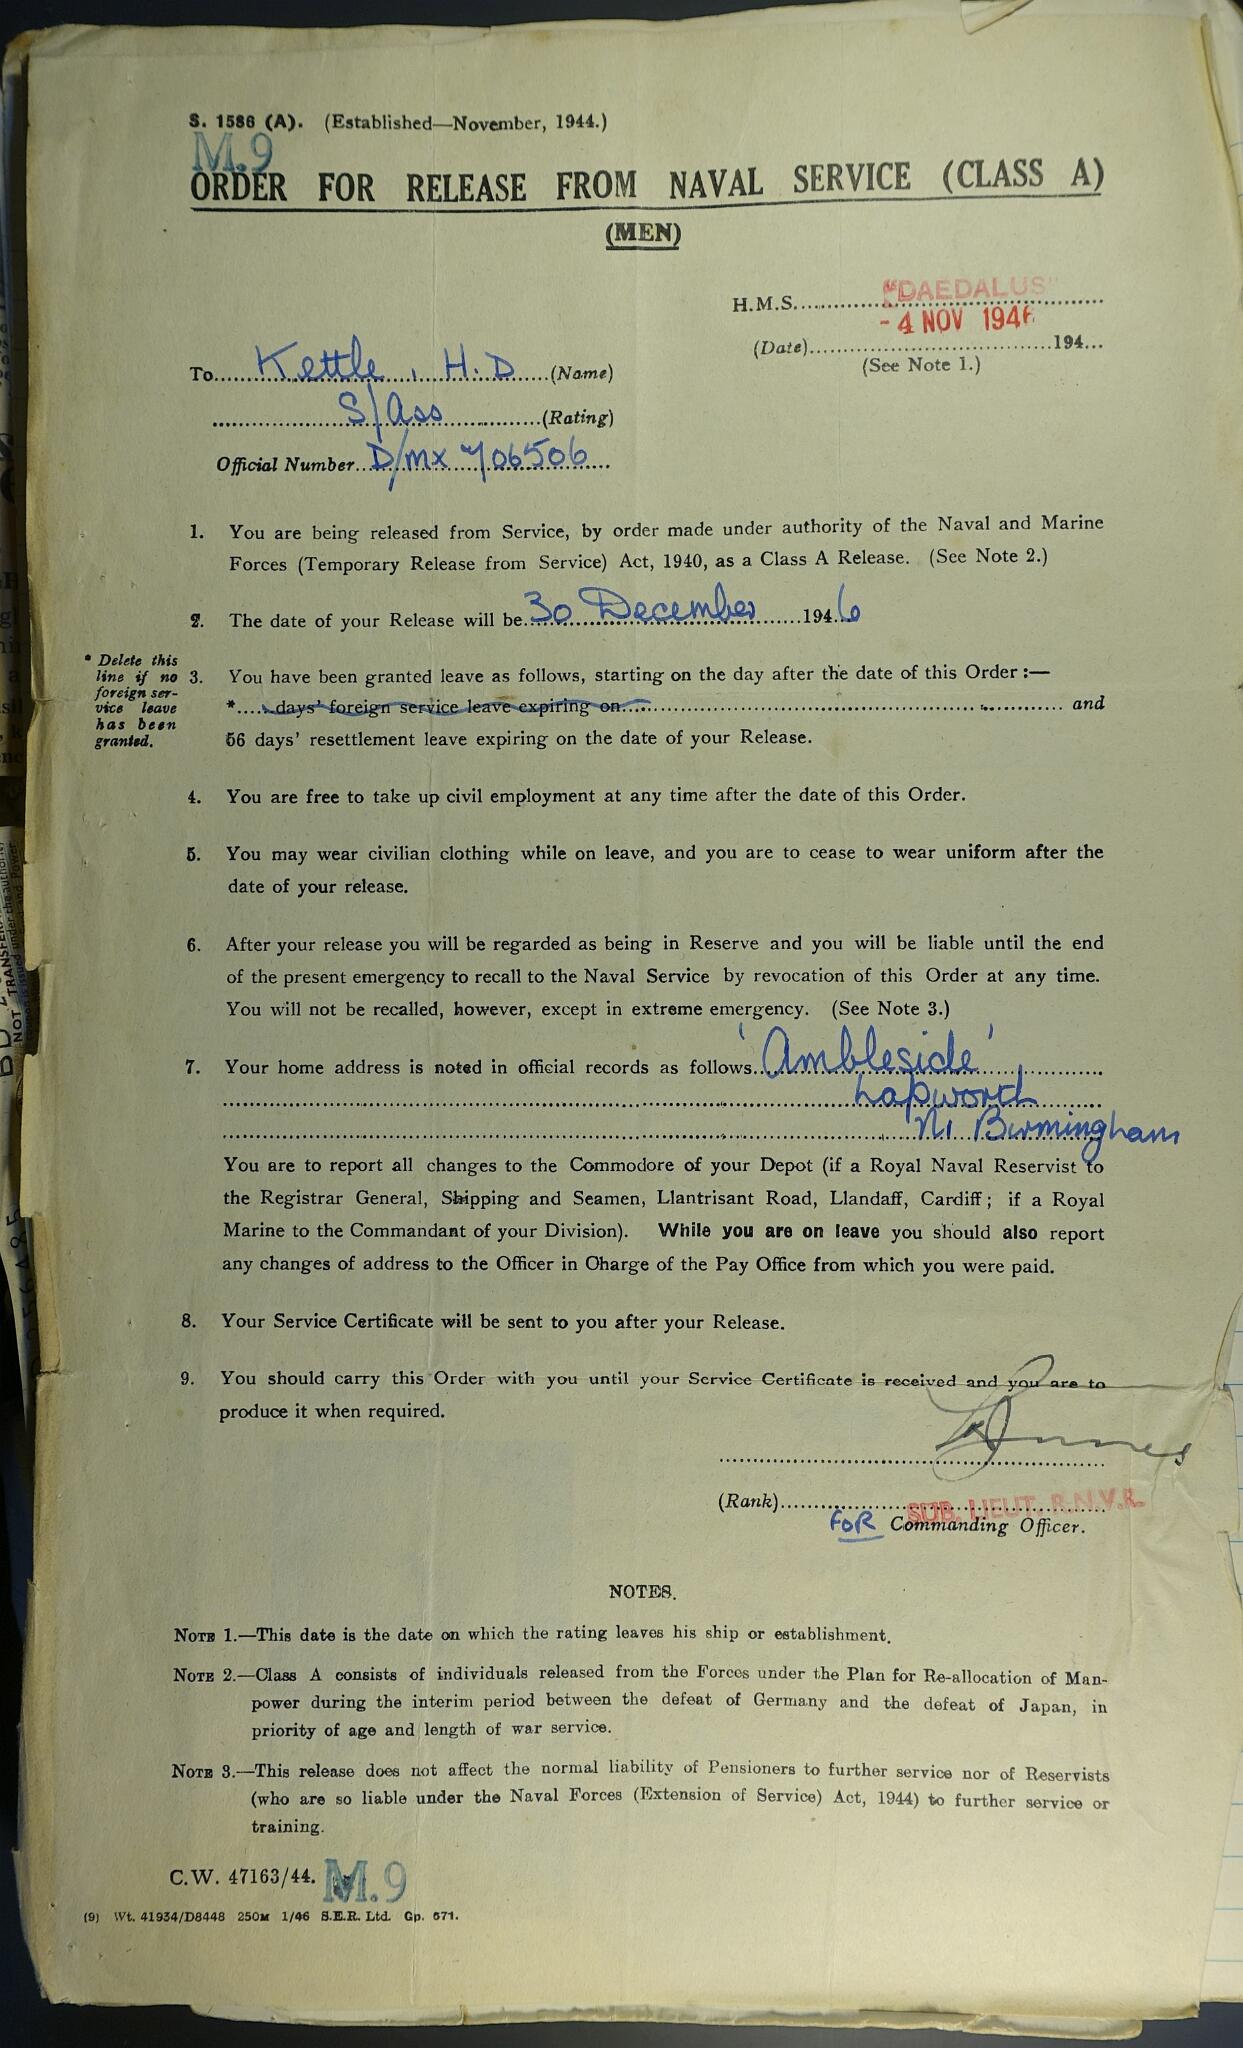 S. 1586 (A). (Established—November, 1944.)
M.9
ORDER FOR RELEASE FROM NAVAL SERVICE (CLASS A)
(MEN)
H.M.S. "DAEDALUS"
- 4 NOV 1946
(Date) 194...
(See Note 1.)
To Kettle, H.D (Name)
S/Ass (Rating)
Official Number D/MX 706506
1. You are being released from Service, by order made under authority of the Naval and Marine
Forces (Temporary Release from Service) Act, 1940, as a Class A Release. (See Note 2.)
2. The date of your Release will be 30 December 1946
* Delete this
line if no
foreign ser-
vice leave
has been
granted.
3. You have been granted leave as follows, starting on the day after the date of this Order :—
*.... days' foreign service leave expiring on .... and
56 days' resettlement leave expiring on the date of your Release.
4. You are free to take up civil employment at any time after the date of this Order.
5. You may wear civilian clothing while on leave, and you are to cease to wear uniform after the
date of your release.
6. After your release you will be regarded as being in Reserve and you will be liable until the end
of the present emergency to recall to the Naval Service by revocation of this Order at any time.
You will not be recalled, however, except in extreme emergency. (See Note 3.)
7. Your home address is noted in official records as follows 'Ambleside'
Lapworth
Nr Birmingham
You are to report all changes to the Commodore of your Depot (if a Royal Naval Reservist to
the Registrar General, Shipping and Seamen, Llantrisant Road, Llandaff, Cardiff; if a Royal
Marine to the Commandant of your Division). While you are on leave you should also report
any changes of address to the Officer in Charge of the Pay Office from which you were paid.
8. Your Service Certificate will be sent to you after your Release.
9. You should carry this Order with you until your Service Certificate is received and you are to
produce it when required.
(Rank) SUB. LIEUT. R.N.V.R.
FOR Commanding Officer.
NOTES.
NOTE 1.—This date is the date on which the rating leaves his ship or establishment.
NOTE 2.—Class A consists of individuals released from the Forces under the Plan for Re-allocation of Man-
power during the interim period between the defeat of Germany and the defeat of Japan, in
priority of age and length of war service.
NOTE 3.—This release does not affect the normal liability of Pensioners to further service nor of Reservists
(who are so liable under the Naval Forces (Extension of Service) Act, 1944) to further service or
training.
C.W. 47163/44. M.9
(9) Wt. 41934/D8448 250M 1/46 S.E.R. Ltd. Gp. 671.